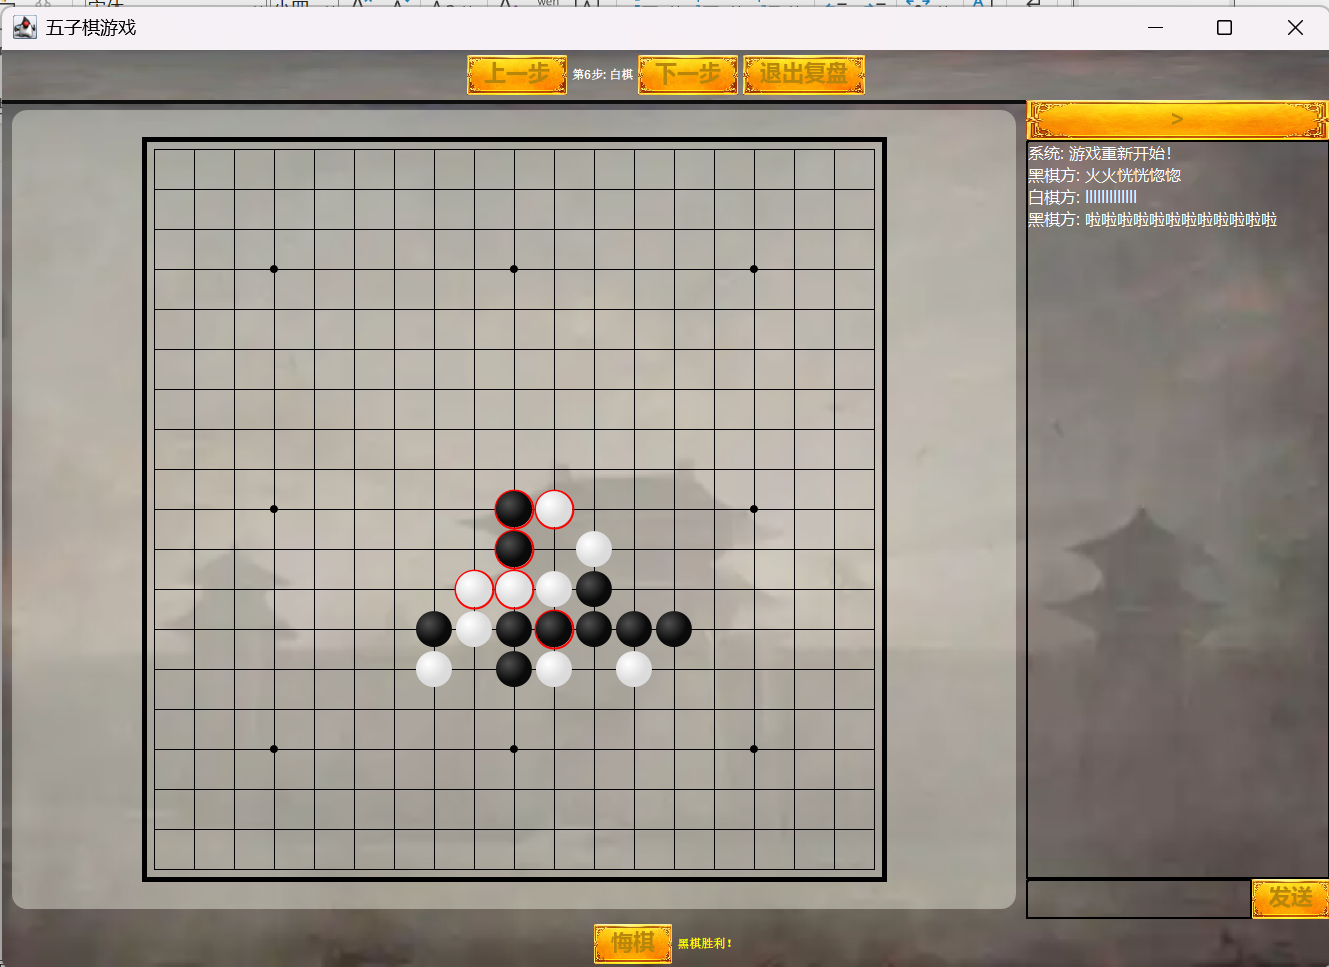 五子棋游戏
上一步 第6步: 白棋 下一步 退出复盘
>
系统: 游戏重新开始！
黑棋方: 火火恍恍惚惚
白棋方: lllllllllllll
黑棋方: 啦啦啦啦啦啦啦啦啦啦啦啦
发送
悔棋 黑棋胜利！